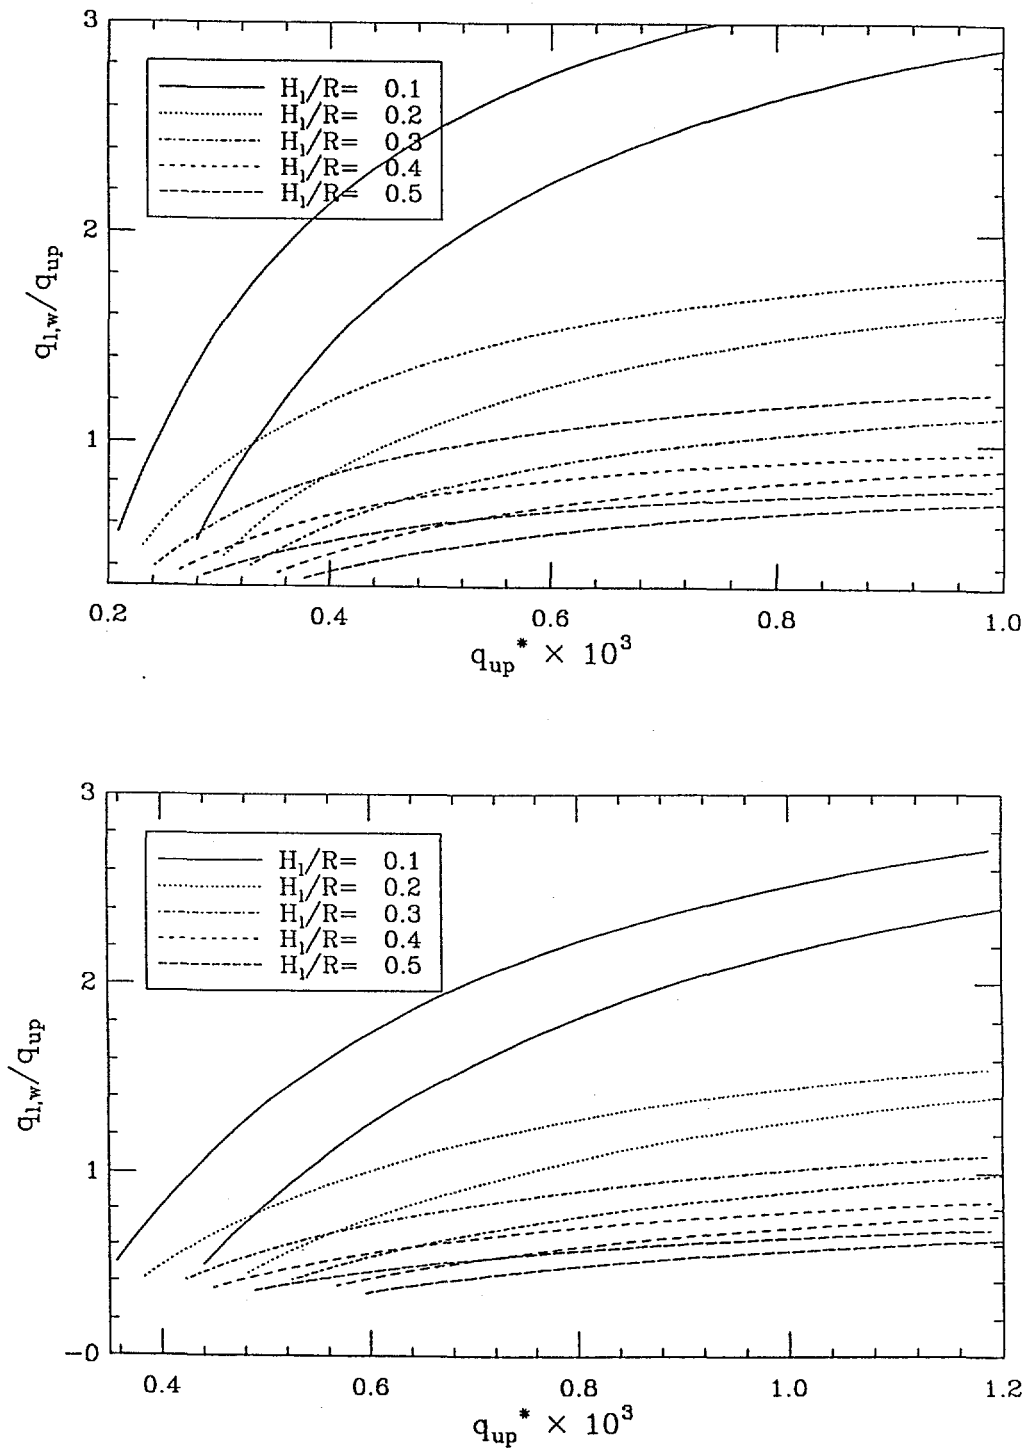 3
H₁/R= 0.1
H₁/R= 0.2
H₁/R= 0.3
H₁/R= 0.4
H₁/R= 0.5
2
1
q₁,w/qup
0.2 0.4 0.6 0.8 1.0
qup* × 10³
3
H₁/R= 0.1
H₁/R= 0.2
H₁/R= 0.3
H₁/R= 0.4
H₁/R= 0.5
2
1
-0
q₁,w/qup
0.4 0.6 0.8 1.0 1.2
qup* × 10³